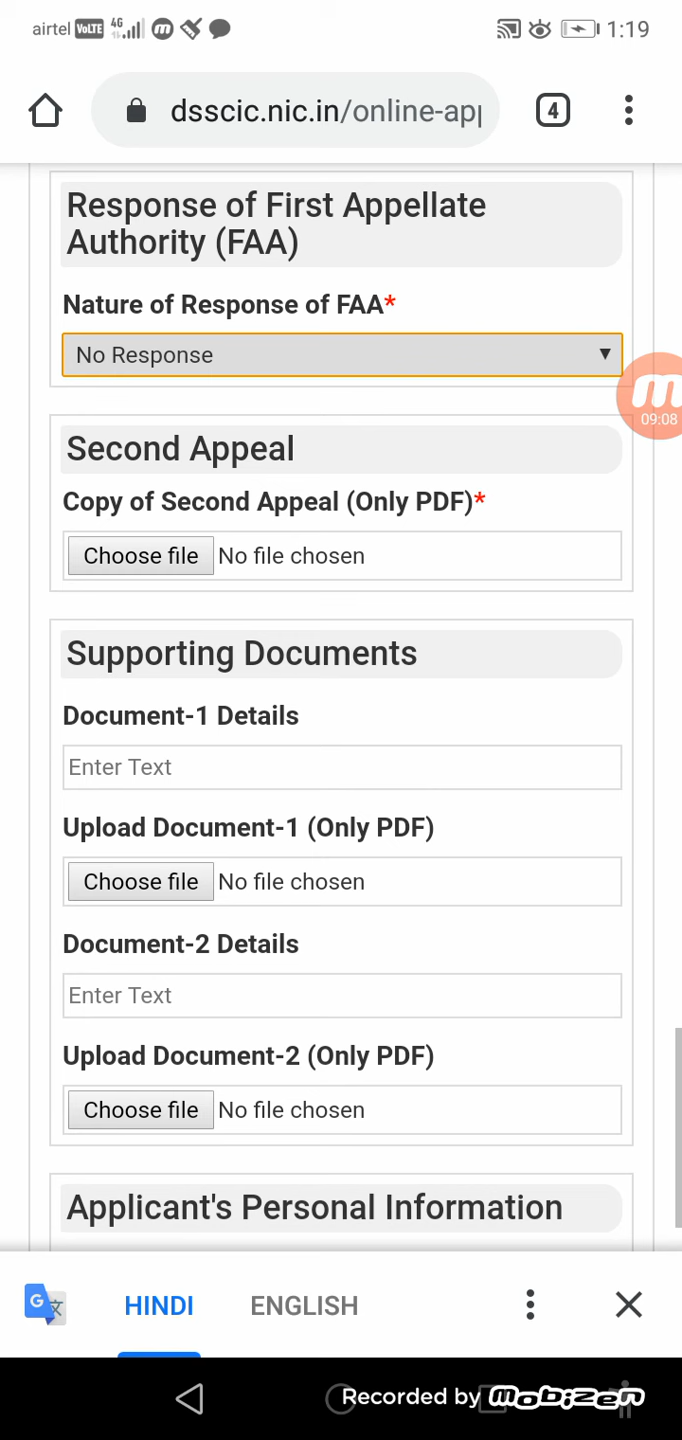 airtel VoLTE 4G 1:19
dsscic.nic.in/online-app 4
Response of First Appellate
Authority (FAA)
Nature of Response of FAA*
No Response
09:08
Second Appeal
Copy of Second Appeal (Only PDF)*
Choose file No file chosen
Supporting Documents
Document-1 Details
Enter Text
Upload Document-1 (Only PDF)
Choose file No file chosen
Document-2 Details
Enter Text
Upload Document-2 (Only PDF)
Choose file No file chosen
Applicant's Personal Information
G HINDI ENGLISH
Recorded by mobizen